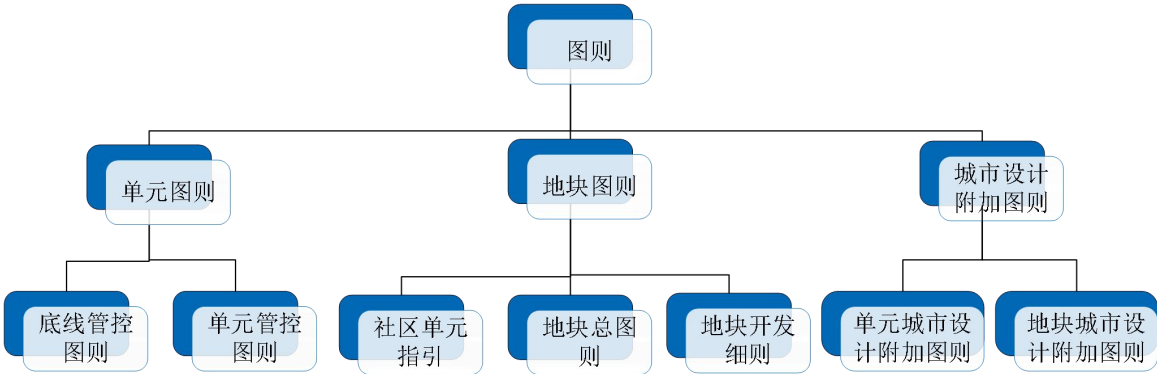 图则
单元图则
地块图则
城市设计
附加图则
底线管控
图则
单元管控
图则
社区单元
指引
地块总图
则
地块开发
细则
单元城市设
计附加图则
地块城市设
计附加图则